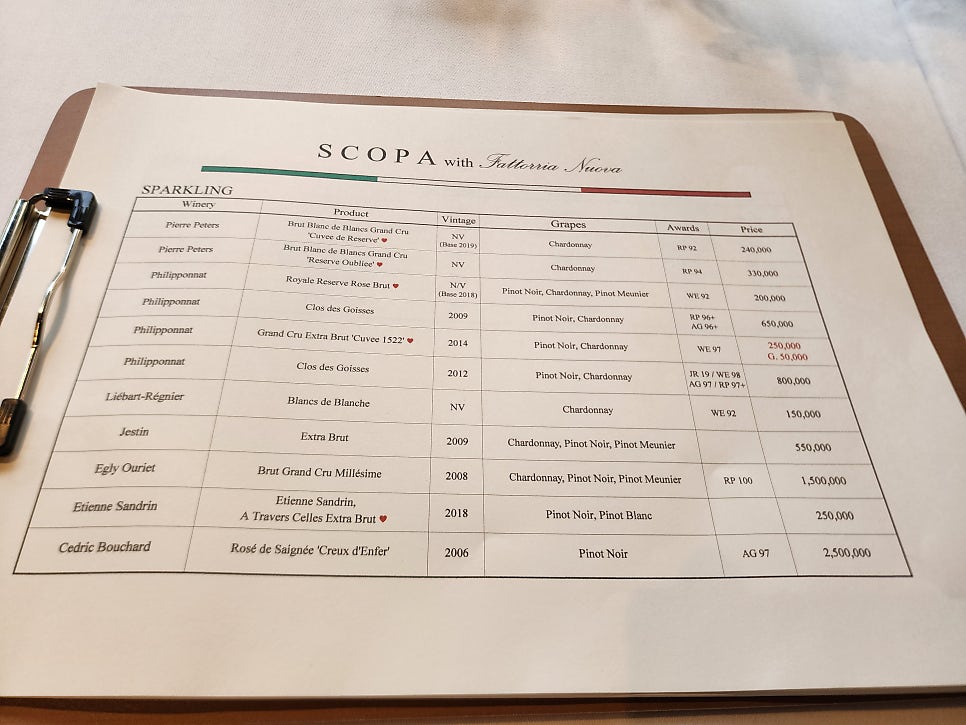 SCOPA with Fattorria Nuova
SPARKLING
Winery Product Vintage Grapes Awards Price
Pierre Peters Brut Blanc de Blancs Grand Cru 'Cuvee de Reserve' ♥ NV (Base 2019) Chardonnay RP 92 240,000
Pierre Peters Brut Blanc de Blancs Grand Cru 'Reserve Oubliee' ♥ NV Chardonnay RP 94 330,000
Philipponnat Royale Reserve Rose Brut ♥ N/V (Base 2018) Pinot Noir, Chardonnay, Pinot Meunier WE 92 200,000
Philipponnat Clos des Goisses 2009 Pinot Noir, Chardonnay RP 96+ AG 96+ 650,000
Philipponnat Grand Cru Extra Brut 'Cuvee 1522' ♥ 2014 Pinot Noir, Chardonnay WE 97 250,000 G. 50,000
Philipponnat Clos des Goisses 2012 Pinot Noir, Chardonnay JR 19 / WE 98 AG 97 / RP 97+ 800,000
Liébart-Régnier Blancs de Blanche NV Chardonnay WE 92 150,000
Jestin Extra Brut 2009 Chardonnay, Pinot Noir, Pinot Meunier 550,000
Egly Ouriet Brut Grand Cru Millésime 2008 Chardonnay, Pinot Noir, Pinot Meunier RP 100 1,500,000
Etienne Sandrin Etienne Sandrin, A Travers Celles Extra Brut ♥ 2018 Pinot Noir, Pinot Blanc 250,000
Cedric Bouchard Rosé de Saignée 'Creux d'Enfer' 2006 Pinot Noir AG 97 2,500,000